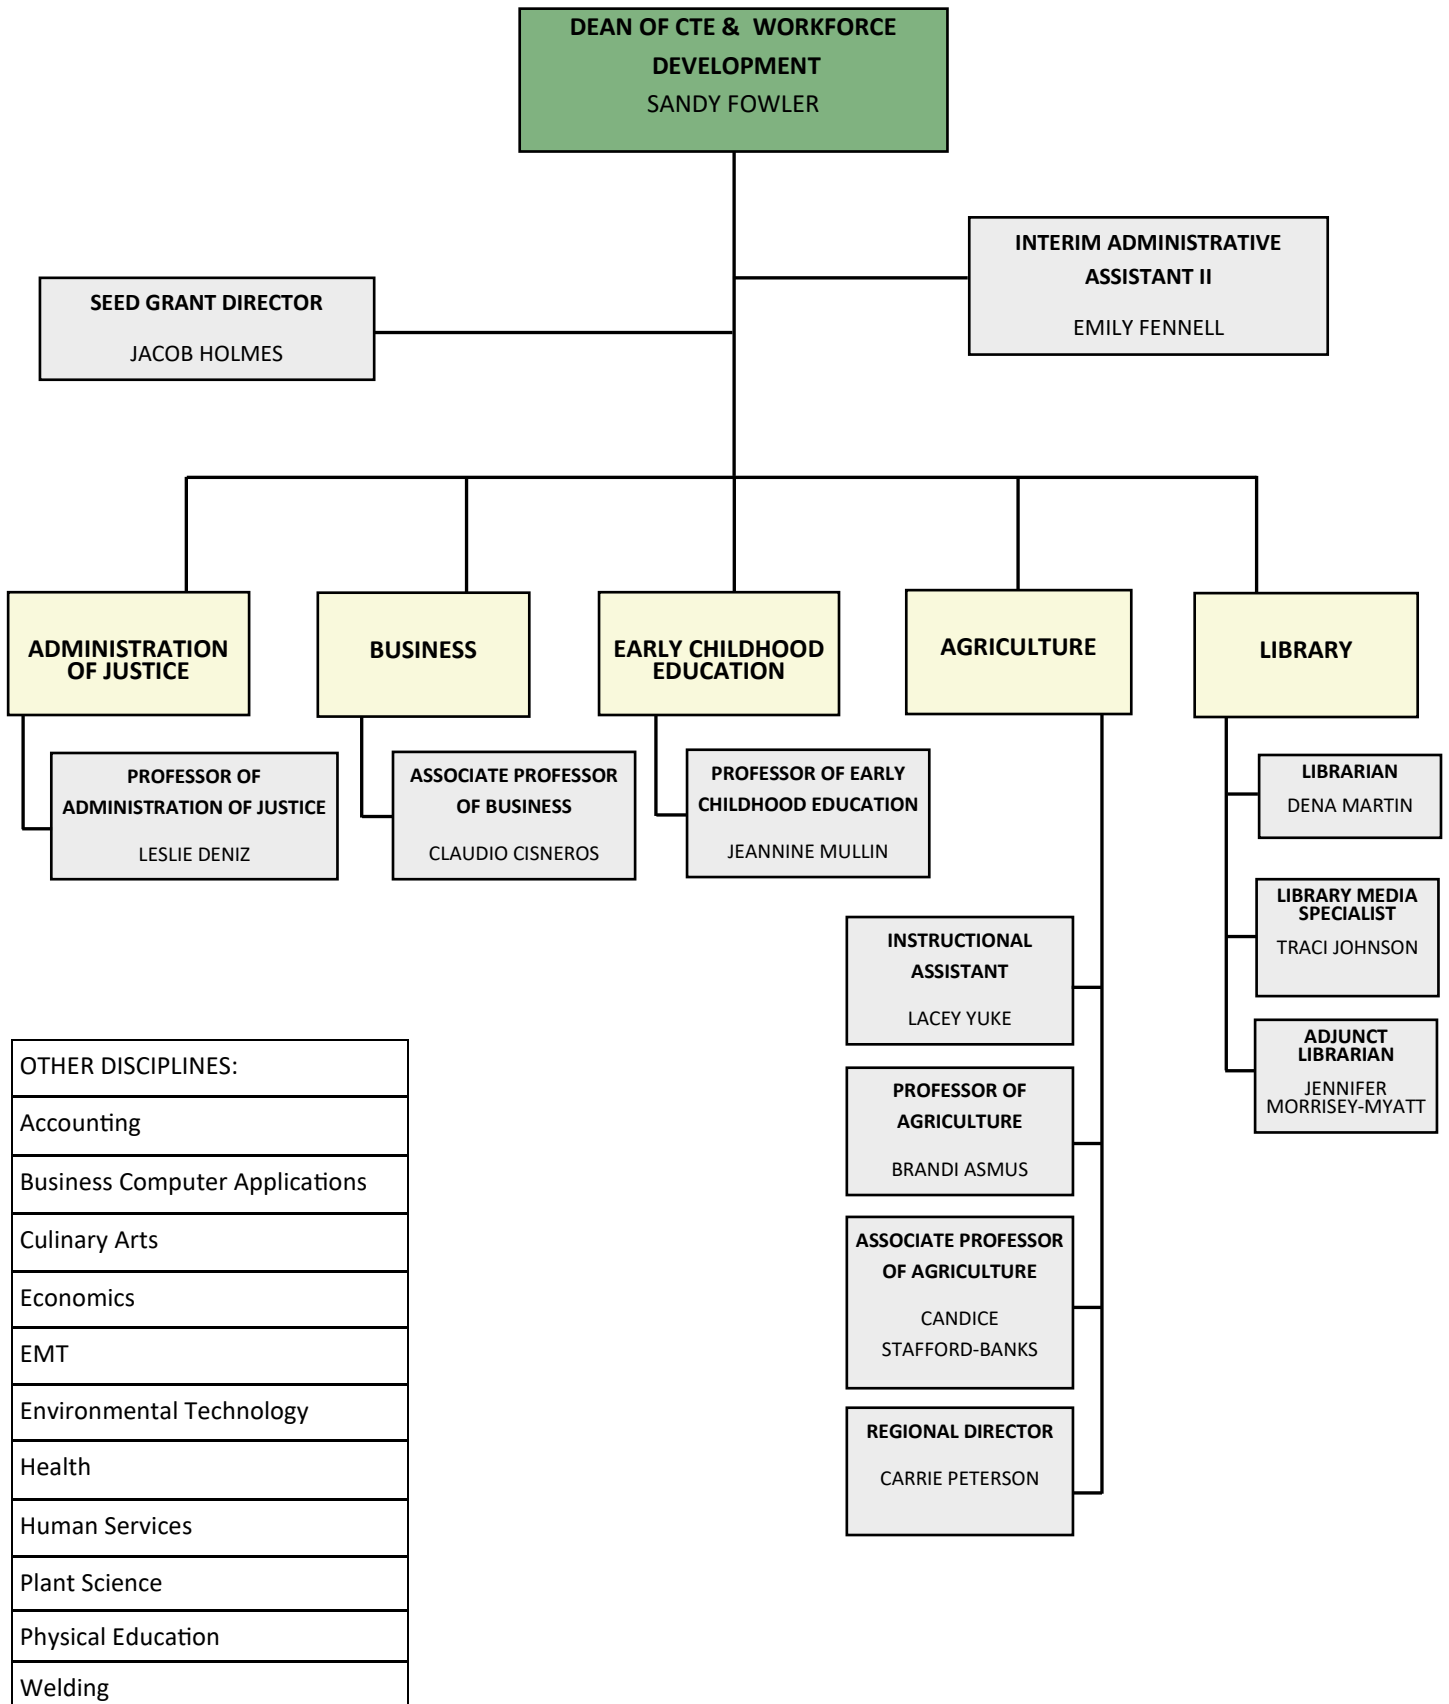 DEAN OF CTE & WORKFORCE
DEVELOPMENT
SANDY FOWLER
INTERIM ADMINISTRATIVE
ASSISTANT II
EMILY FENNELL
SEED GRANT DIRECTOR
JACOB HOLMES
ADMINISTRATION
OF JUSTICE
BUSINESS
EARLY CHILDHOOD
EDUCATION
AGRICULTURE
LIBRARY
PROFESSOR OF
ADMINISTRATION OF JUSTICE
LESLIE DENIZ
ASSOCIATE PROFESSOR
OF BUSINESS
CLAUDIO CISNEROS
PROFESSOR OF EARLY
CHILDHOOD EDUCATION
JEANNINE MULLIN
INSTRUCTIONAL
ASSISTANT
LACEY YUKE
PROFESSOR OF
AGRICULTURE
BRANDI ASMUS
ASSOCIATE PROFESSOR
OF AGRICULTURE
CANDICE
STAFFORD-BANKS
REGIONAL DIRECTOR
CARRIE PETERSON
LIBRARIAN
DENA MARTIN
LIBRARY MEDIA
SPECIALIST
TRACI JOHNSON
ADJUNCT
LIBRARIAN
JENNIFER
MORRISEY-MYATT
OTHER DISCIPLINES:
Accounting
Business Computer Applications
Culinary Arts
Economics
EMT
Environmental Technology
Health
Human Services
Plant Science
Physical Education
Welding